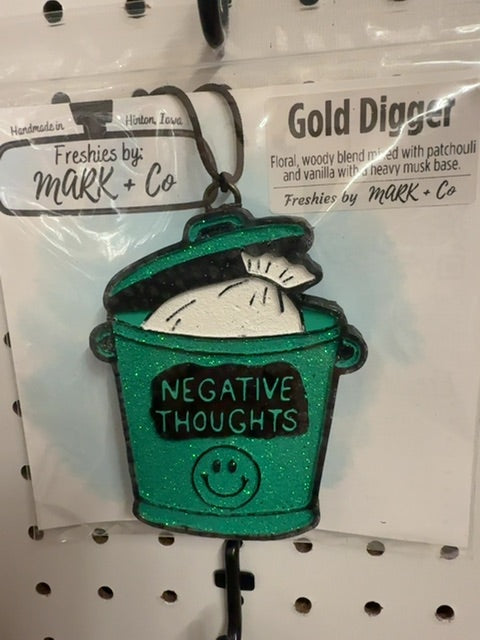 Handmade in Hinton, Iowa
Freshies by:
MARK + Co
Gold Digger
Floral, woody blend mixed with patchouli
and vanilla with a heavy musk base.
Freshies by MARK + Co
NEGATIVE
THOUGHTS